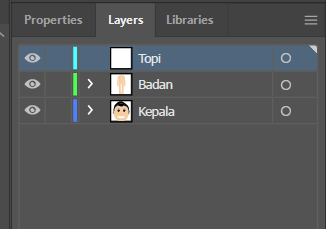 Properties Layers Libraries
Topi
Badan
Kepala